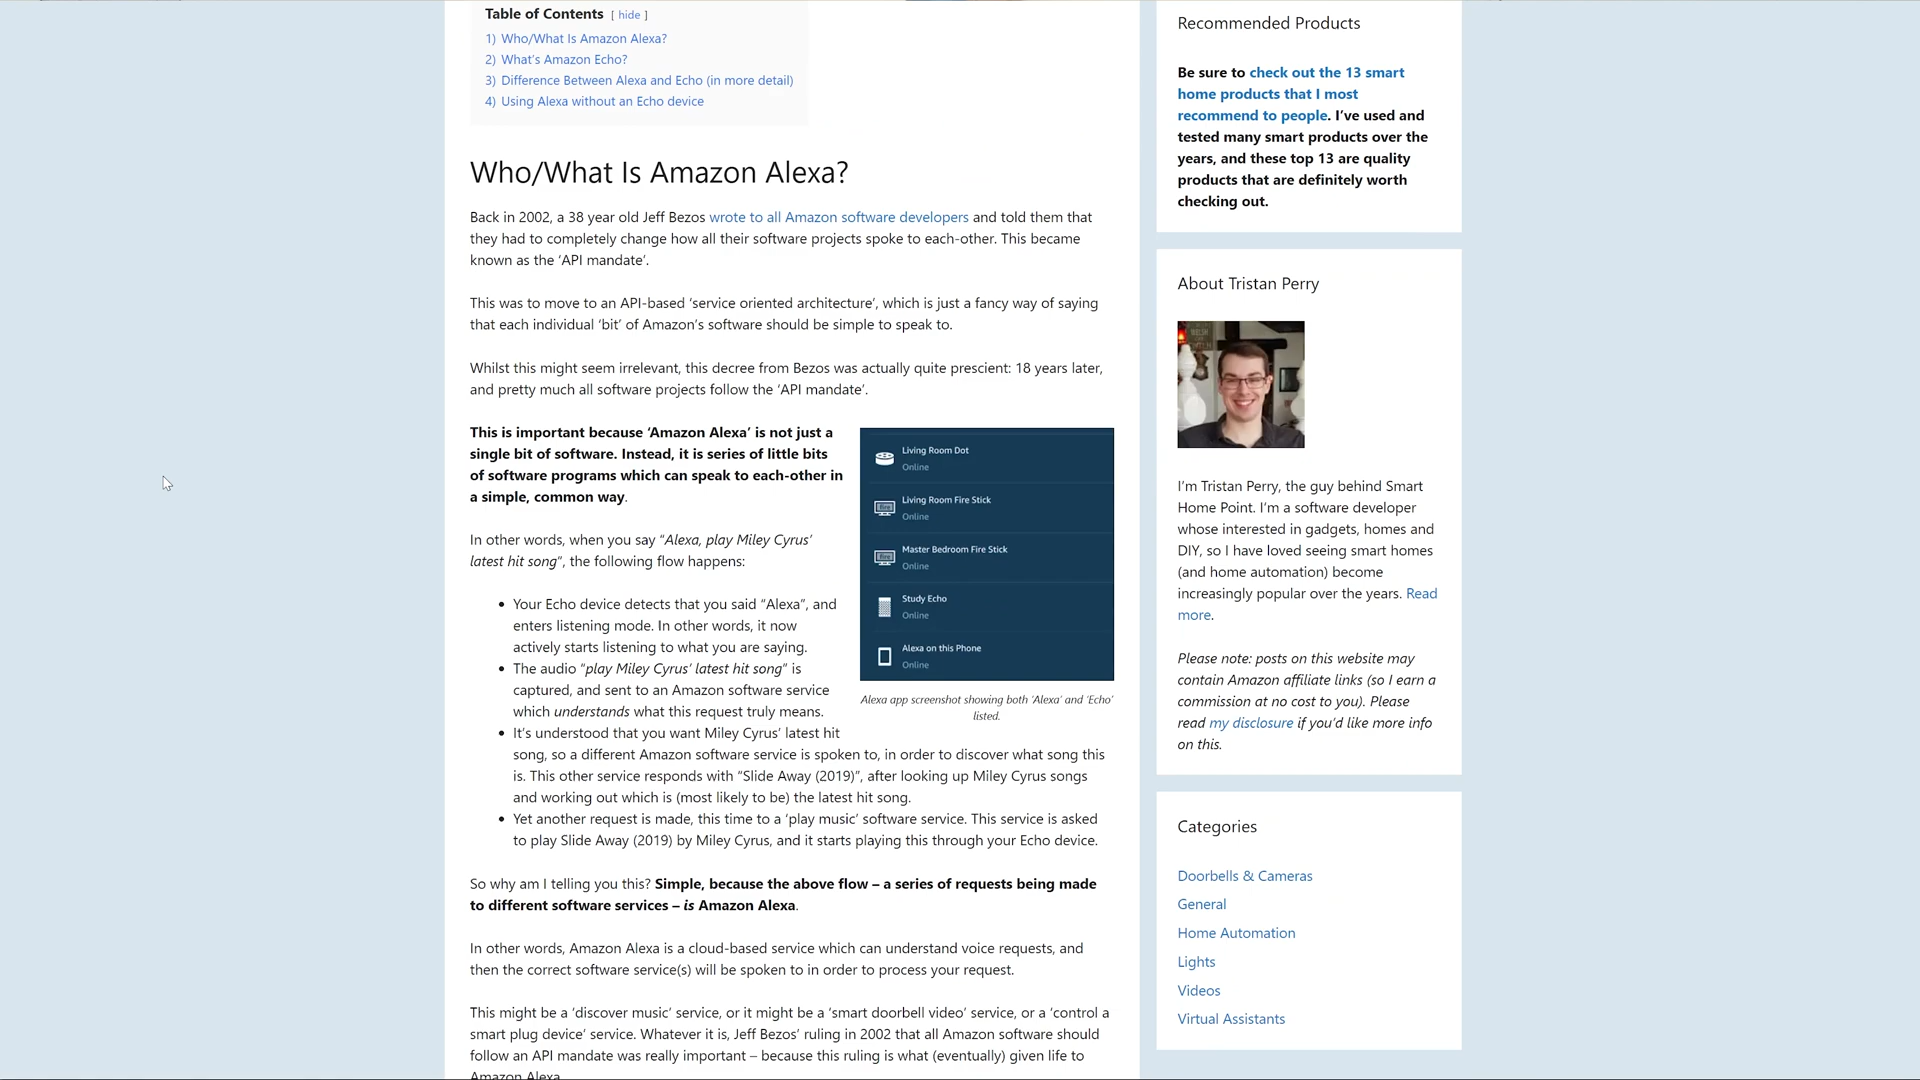 Table of Contents [ hide ]
1) Who/What Is Amazon Alexa?
2) What's Amazon Echo?
3) Difference Between Alexa and Echo (in more detail)
4) Using Alexa without an Echo device
Who/What Is Amazon Alexa?
Back in 2002, a 38 year old Jeff Bezos wrote to all Amazon software developers and told them that
they had to completely change how all their software projects spoke to each-other. This became
known as the ‘API mandate’.
This was to move to an API-based ‘service oriented architecture’, which is just a fancy way of saying
that each individual ‘bit’ of Amazon’s software should be simple to speak to.
Whilst this might seem irrelevant, this decree from Bezos was actually quite prescient: 18 years later,
and pretty much all software projects follow the ‘API mandate’.
This is important because ‘Amazon Alexa’ is not just a
single bit of software. Instead, it is series of little bits
of software programs which can speak to each-other in
a simple, common way.
In other words, when you say “Alexa, play Miley Cyrus’
latest hit song”, the following flow happens:
• Your Echo device detects that you said “Alexa”, and
enters listening mode. In other words, it now
actively starts listening to what you are saying.
• The audio “play Miley Cyrus’ latest hit song” is
captured, and sent to an Amazon software service
which understands what this request truly means.
• It’s understood that you want Miley Cyrus’ latest hit
song, so a different Amazon software service is spoken to, in order to discover what song this
is. This other service responds with “Slide Away (2019)”, after looking up Miley Cyrus songs
and working out which is (most likely to be) the latest hit song.
• Yet another request is made, this time to a ‘play music’ software service. This service is asked
to play Slide Away (2019) by Miley Cyrus, and it starts playing this through your Echo device.
Living Room Dot
Online
Living Room Fire Stick
Online
Master Bedroom Fire Stick
Online
Study Echo
Online
Alexa on this Phone
Online
Alexa app screenshot showing both ‘Alexa’ and ‘Echo’
listed.
So why am I telling you this? Simple, because the above flow – a series of requests being made
to different software services – is Amazon Alexa.
In other words, Amazon Alexa is a cloud-based service which can understand voice requests, and
then the correct software service(s) will be spoken to in order to process your request.
This might be a ‘discover music’ service, or it might be a ‘smart doorbell video’ service, or a ‘control a
smart plug device’ service. Whatever it is, Jeff Bezos’ ruling in 2002 that all Amazon software should
follow an API mandate was really important – because this ruling is what (eventually) given life to
Amazon Alexa.
Recommended Products
Be sure to check out the 13 smart
home products that I most
recommend to people. I’ve used and
tested many smart products over the
years, and these top 13 are quality
products that are definitely worth
checking out.
About Tristan Perry
I’m Tristan Perry, the guy behind Smart
Home Point. I’m a software developer
whose interested in gadgets, homes and
DIY, so I have loved seeing smart homes
(and home automation) become
increasingly popular over the years. Read
more.
Please note: posts on this website may
contain Amazon affiliate links (so I earn a
commission at no cost to you). Please
read my disclosure if you’d like more info
on this.
Categories
Doorbells & Cameras
General
Home Automation
Lights
Videos
Virtual Assistants